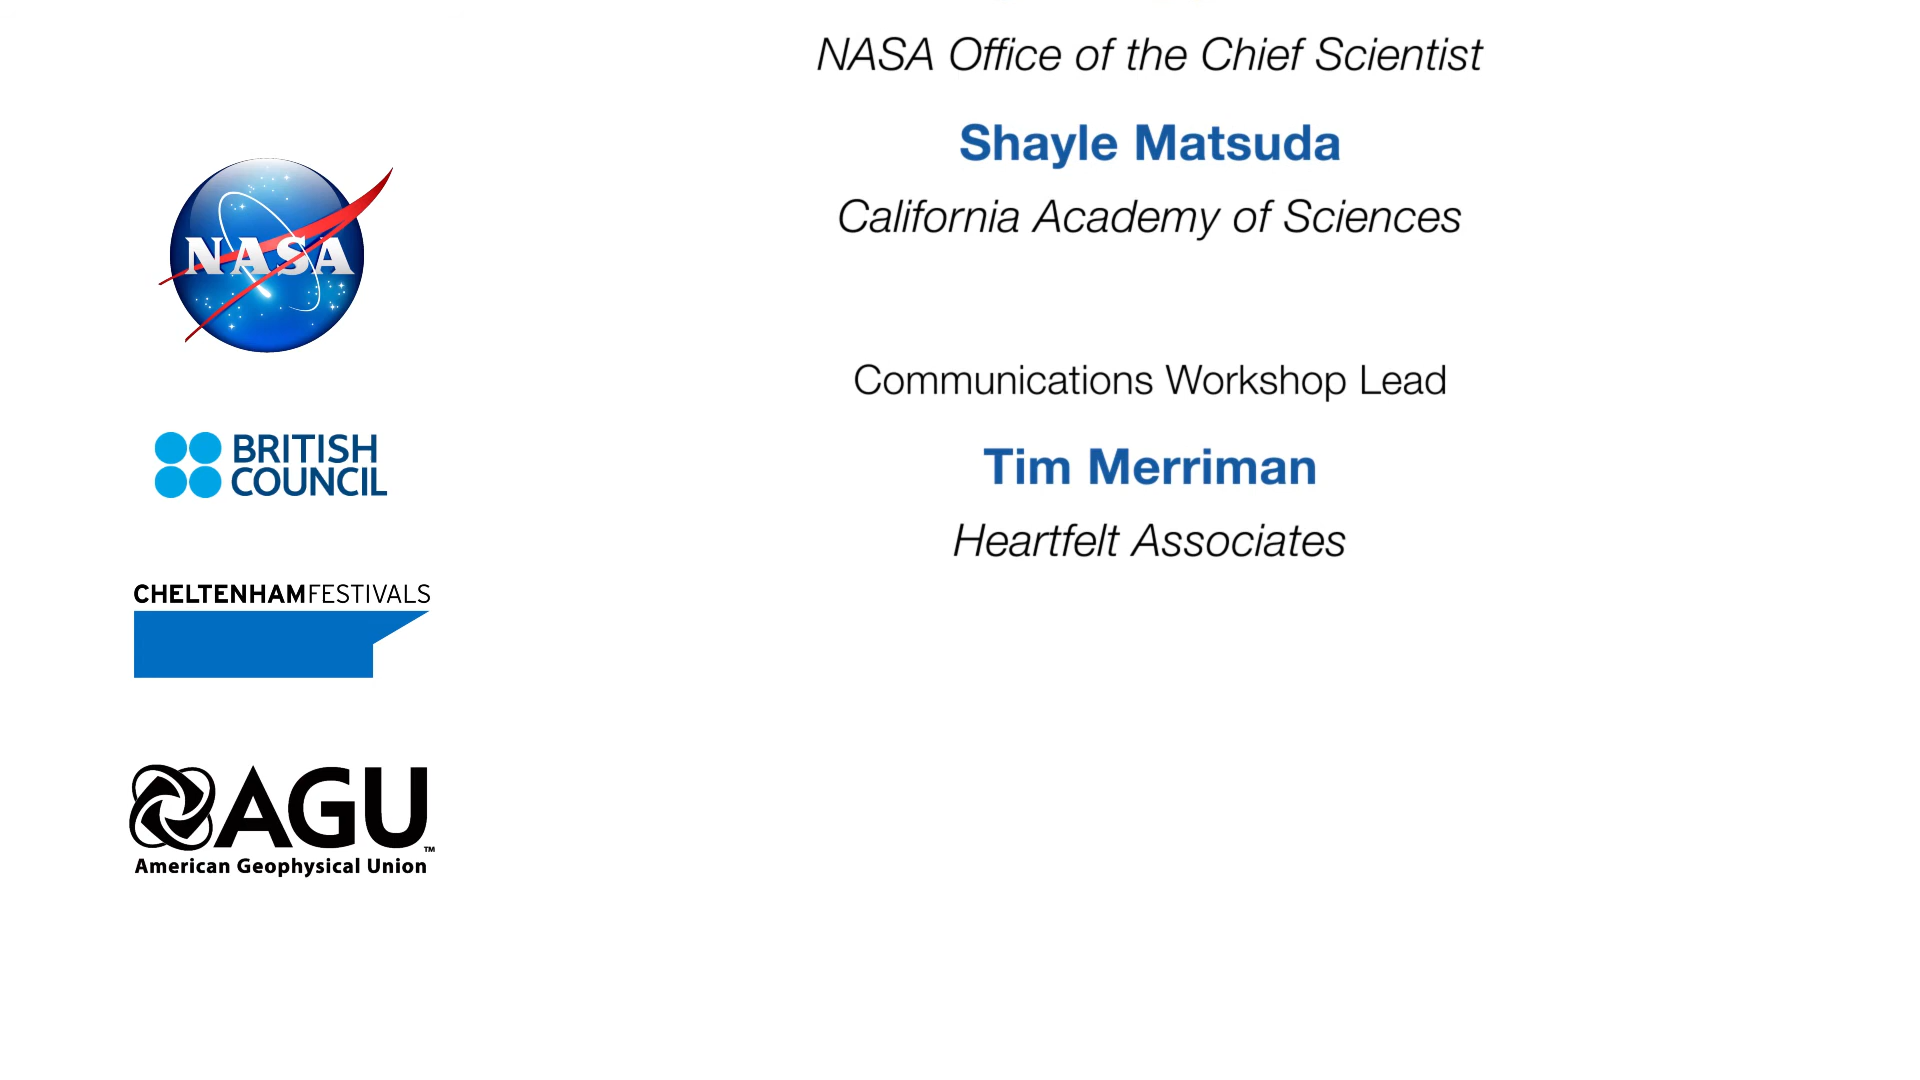 NASA Office of the Chief Scientist
Shayle Matsuda
California Academy of Sciences
Communications Workshop Lead
Tim Merriman
Heartfelt Associates
NASA
BRITISH
COUNCIL
CHELTENHAMFESTIVALS
AGU™
American Geophysical Union